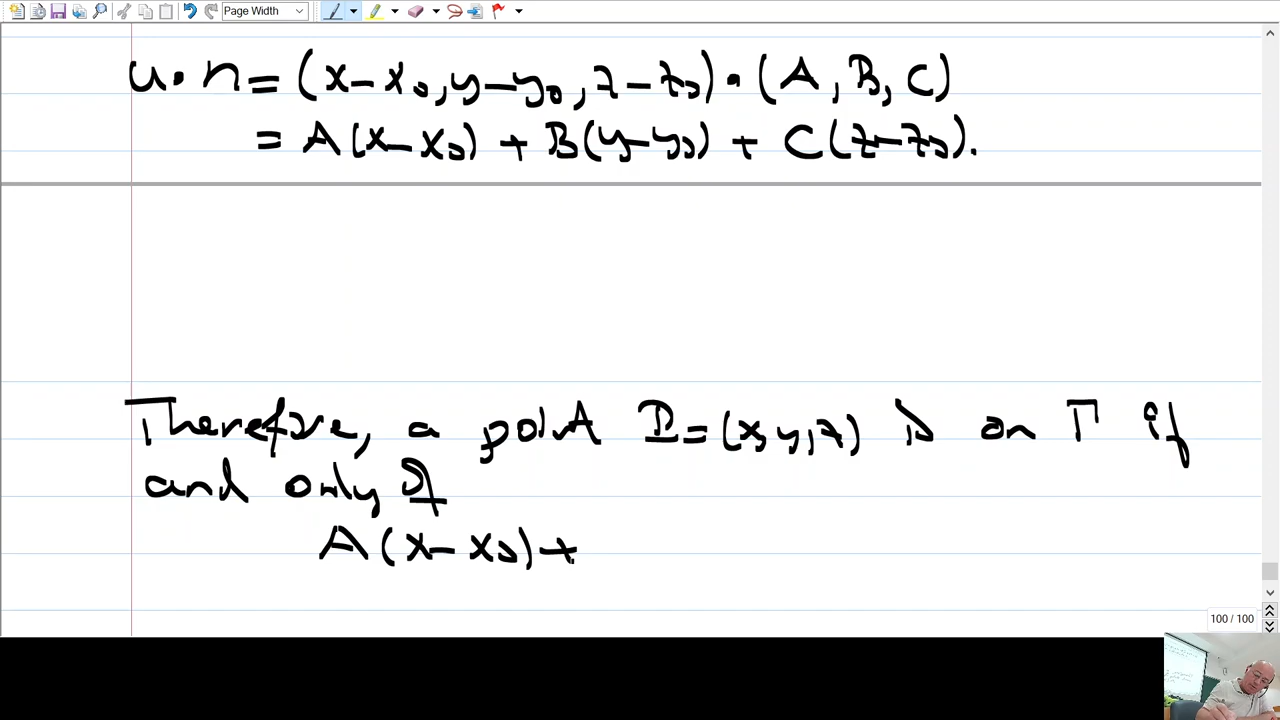 Page Width
u • n = (x - x₀, y - y₀, z - z₀) • (A, B, C)
= A(x - x₀) + B(y - y₀) + C(z - z₀).
Therefore, a point P = (x, y, z) is on Π if
and only if
A(x - x₀) +
100 / 100